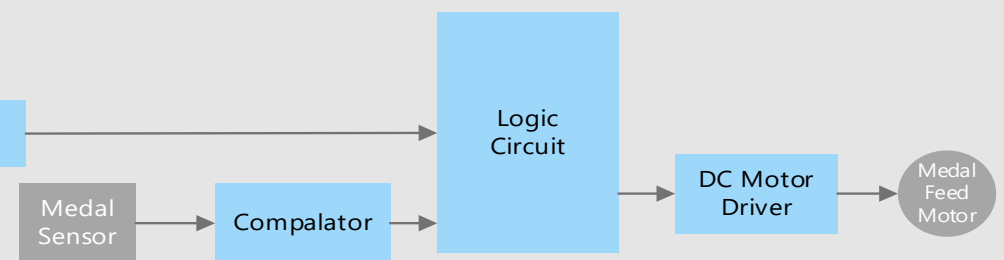 Logic
Circuit
Medal
Sensor
Compalator
DC Motor
Driver
Medal
Feed
Motor